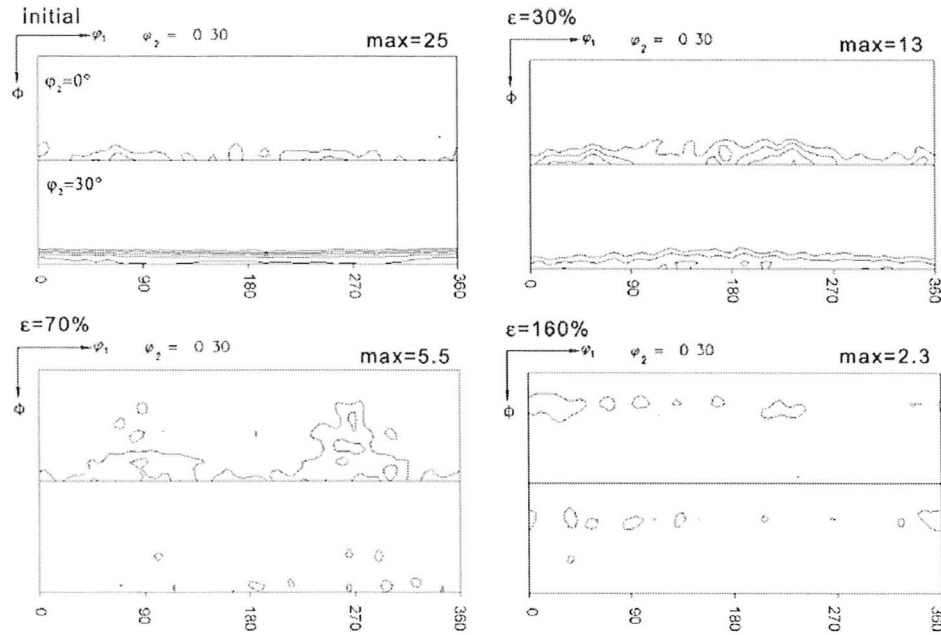 initial
φ₁ φ₂ = 0 30 max=25
Φ
φ₂=0°
φ₂=30°
0 90 180 270 360
ε=30%
φ₁ φ₂ = 0 30 max=13
Φ
0 90 180 270 360
ε=70%
φ₁ φ₂ = 0 30 max=5.5
Φ
0 90 180 270 360
ε=160%
φ₁ φ₂ = 0 30 max=2.3
Φ
0 90 180 270 360